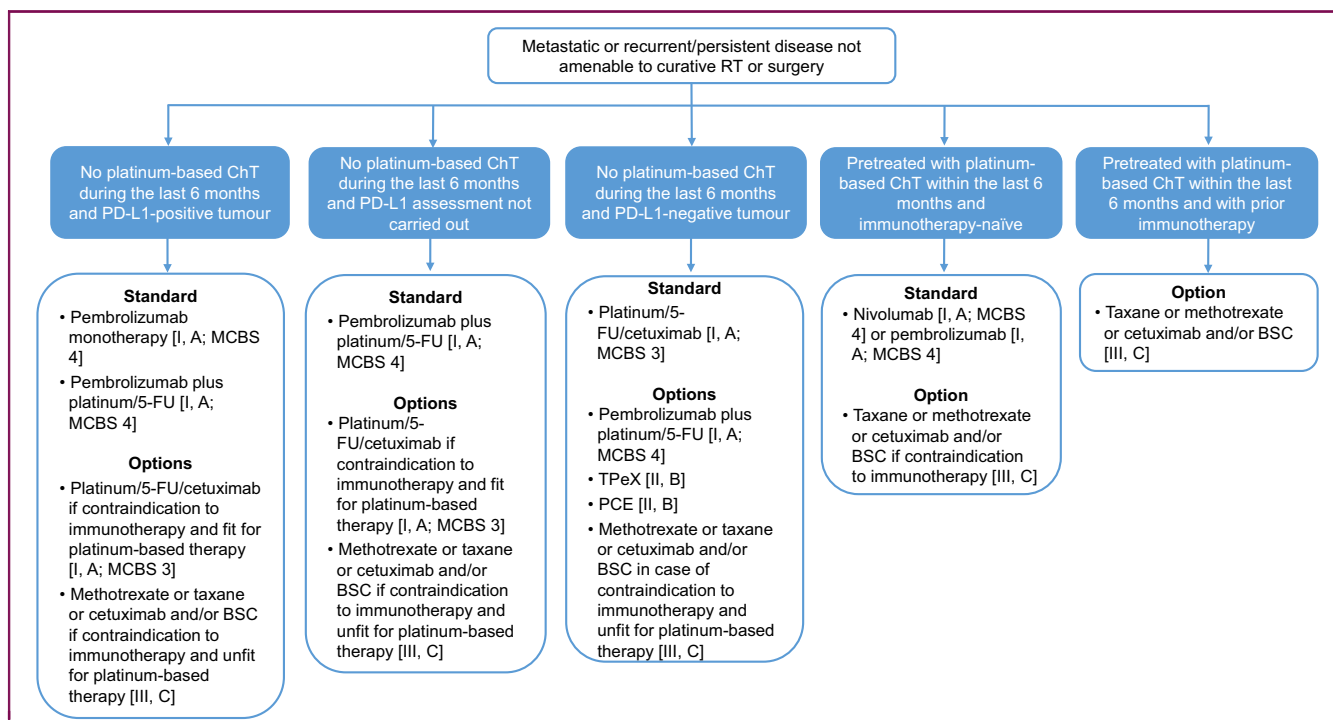 Metastatic or recurrent/persistent disease not
amenable to curative RT or surgery
No platinum-based ChT
during the last 6 months
and PD-L1-positive tumour
No platinum-based ChT
during the last 6 months
and PD-L1 assessment not
carried out
No platinum-based ChT
during the last 6 months
and PD-L1-negative tumour
Pretreated with platinum-
based ChT within the last 6
months and
immunotherapy-naïve
Pretreated with platinum-
based ChT within the last
6 months and with prior
immunotherapy
Standard
• Pembrolizumab
monotherapy [I, A; MCBS
4]
• Pembrolizumab plus
platinum/5-FU [I, A;
MCBS 4]
Options
• Platinum/5-FU/cetuximab
if contraindication to
immunotherapy and fit for
platinum-based therapy
[I, A; MCBS 3]
• Methotrexate or taxane
or cetuximab and/or BSC
if contraindication to
immunotherapy and unfit
for platinum-based
therapy [III, C]
Standard
• Pembrolizumab plus
platinum/5-FU [I, A;
MCBS 4]
Options
• Platinum/5-
FU/cetuximab if
contraindication to
immunotherapy and fit
for platinum-based
therapy [I, A; MCBS 3]
• Methotrexate or taxane
or cetuximab and/or
BSC if contraindication
to immunotherapy and
unfit for platinum-based
therapy [III, C]
Standard
• Platinum/5-
FU/cetuximab [I, A;
MCBS 3]
Options
• Pembrolizumab plus
platinum/5-FU [I, A;
MCBS 4]
• TPeX [II, B]
• PCE [II, B]
• Methotrexate or taxane
or cetuximab and/or
BSC in case of
contraindication to
immunotherapy and
unfit for platinum-based
therapy [III, C]
Standard
• Nivolumab [I, A; MCBS
4] or pembrolizumab [I,
A; MCBS 4]
Option
• Taxane or methotrexate
or cetuximab and/or
BSC if contraindication
to immunotherapy [III, C]
Option
• Taxane or methotrexate
or cetuximab and/or BSC
[III, C]